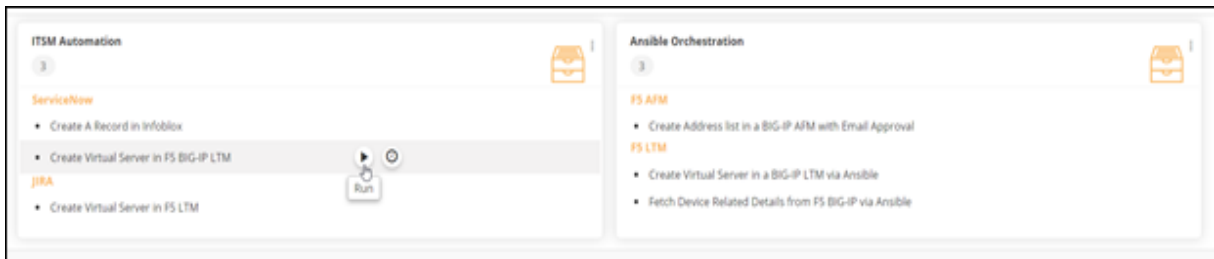 ITSM Automation
3
ServiceNow
Create A Record in Infoblox
Create Virtual Server in F5 BIG-IP LTM
Run
JIRA
Create Virtual Server in F5 LTM
Ansible Orchestration
3
F5 AFM
Create Address list in a BIG-IP AFM with Email Approval
F5 LTM
Create Virtual Server in a BIG-IP LTM via Ansible
Fetch Device Related Details from F5 BIG-IP via Ansible